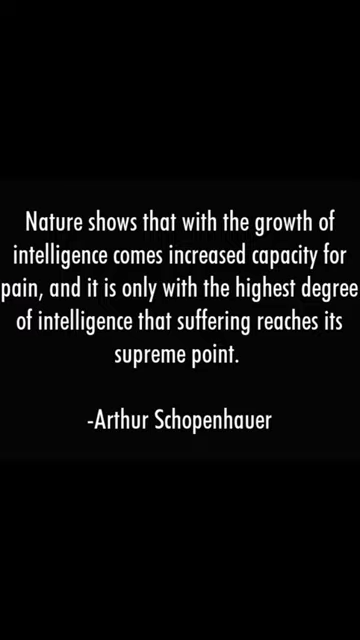 Nature shows that with the growth of
intelligence comes increased capacity for
pain, and it is only with the highest degree
of intelligence that suffering reaches its
supreme point.
-Arthur Schopenhauer